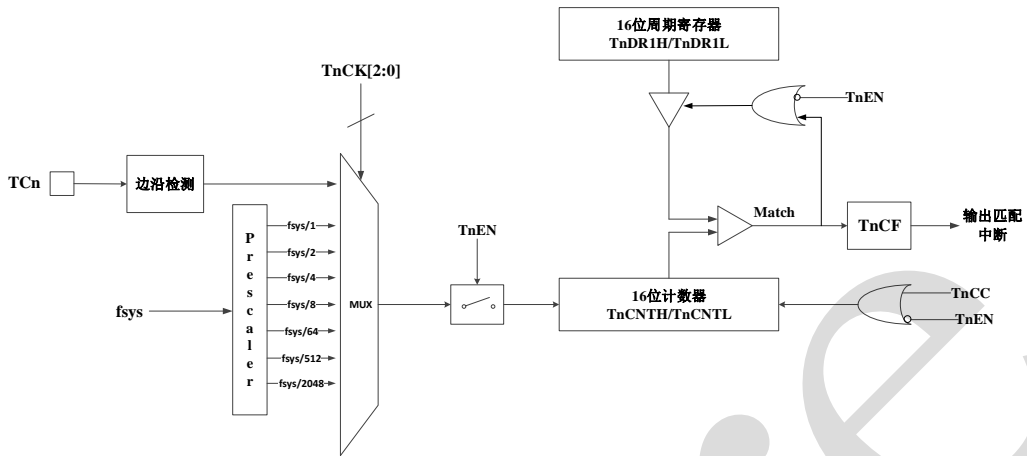 16位周期寄存器
TnDR1H/TnDR1L
TnCK[2:0]
TnEN
TCn
边沿检测
Match
TnCF
输出匹配
中断
Prescaler
fsys/1
fsys/2
fsys/4
fsys/8
fsys/64
fsys/512
fsys/2048
fsys
MUX
TnEN
16位计数器
TnCNTH/TnCNTL
TnCC
TnEN